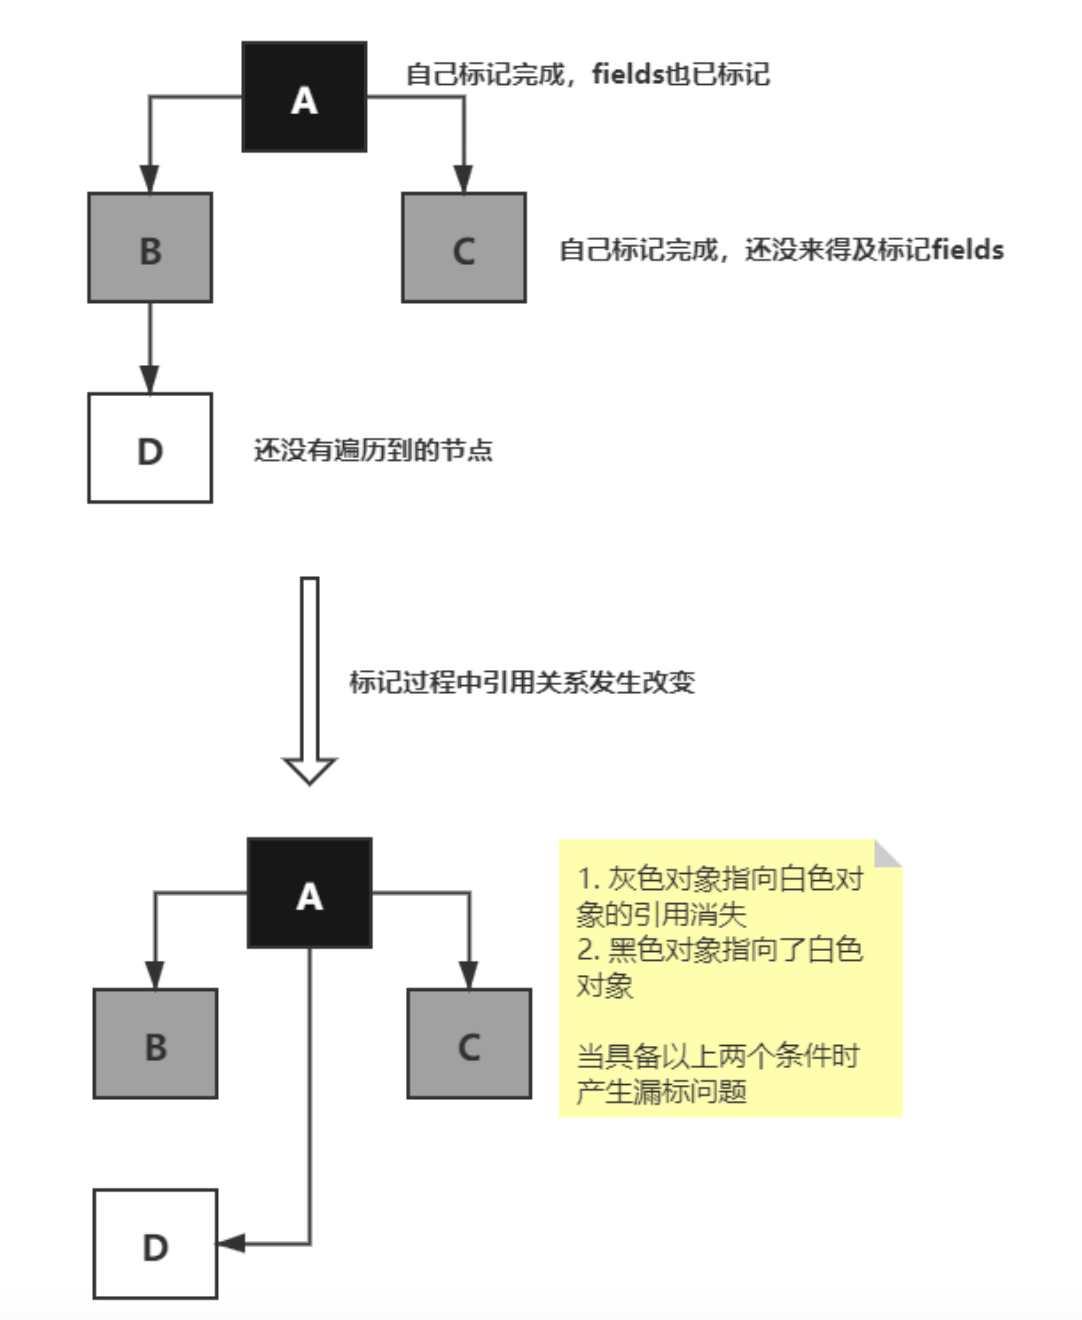 A
自己标记完成，fields也已标记
B
C
自己标记完成，还没来得及标记fields
D
还没有遍历到的节点
标记过程中引用关系发生改变
A
1. 灰色对象指向白色对
象的引用消失
2. 黑色对象指向了白色
对象
B
C
当具备以上两个条件时
产生漏标问题
D